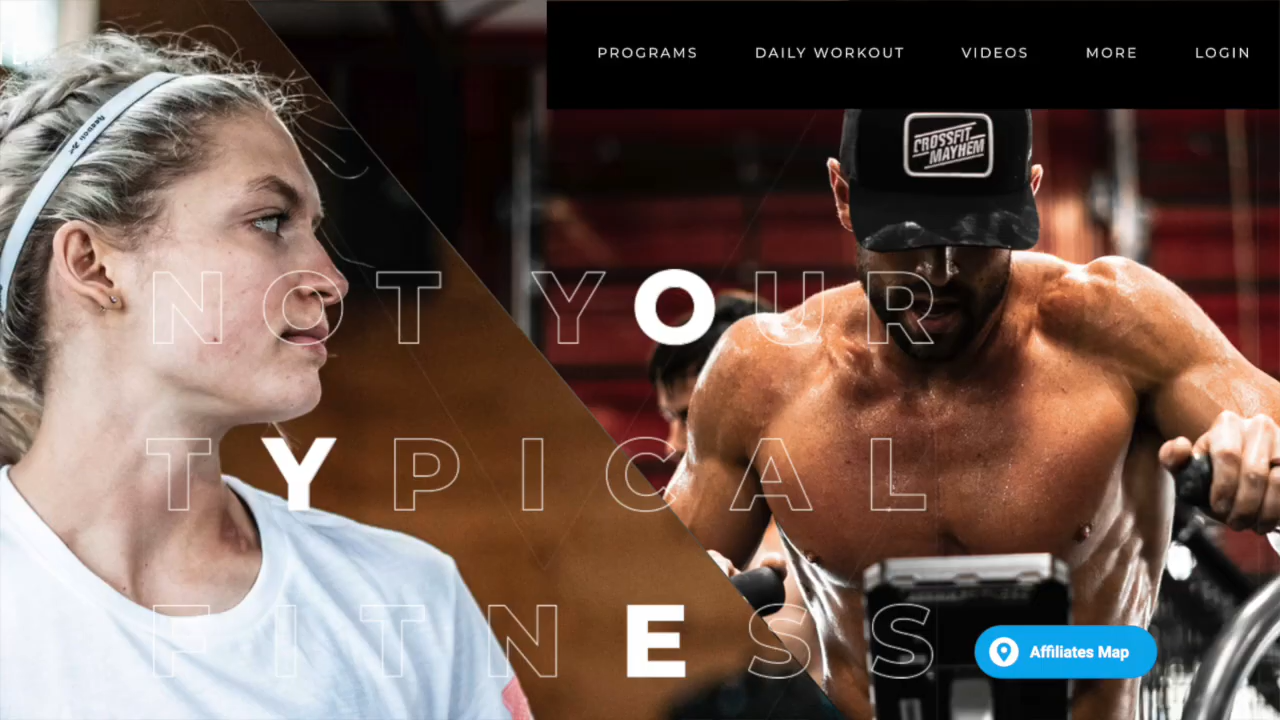 PROGRAMS DAILY WORKOUT VIDEOS MORE LOGIN
CROSSFIT
MAYHEM
NOT YOUR
TYPICAL
FITNESS
Affiliates Map